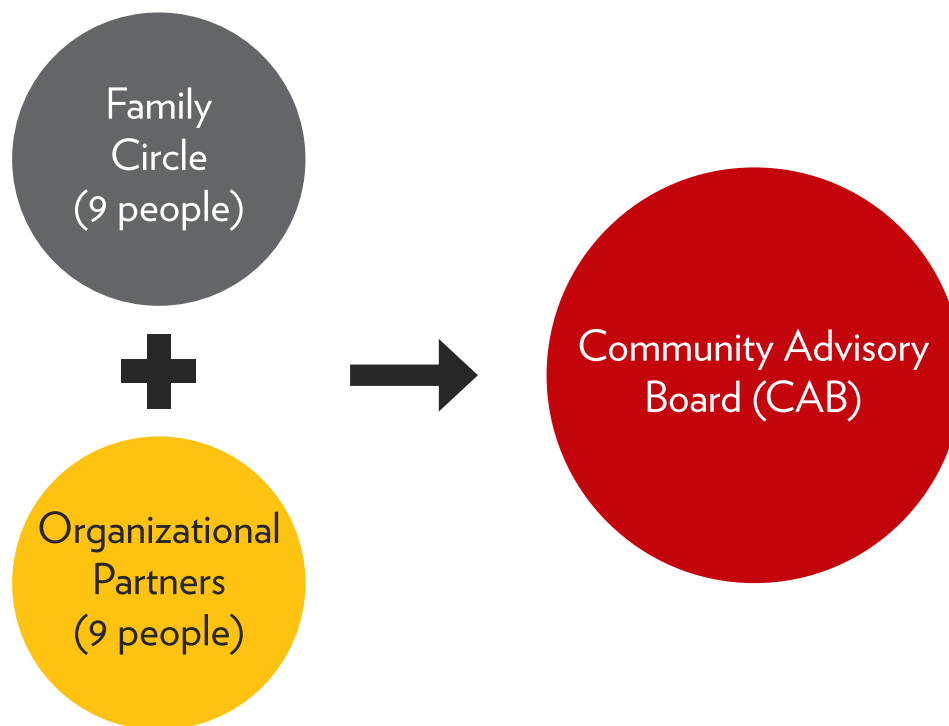 Family
Circle
(9 people)
Organizational
Partners
(9 people)
Community Advisory
Board (CAB)